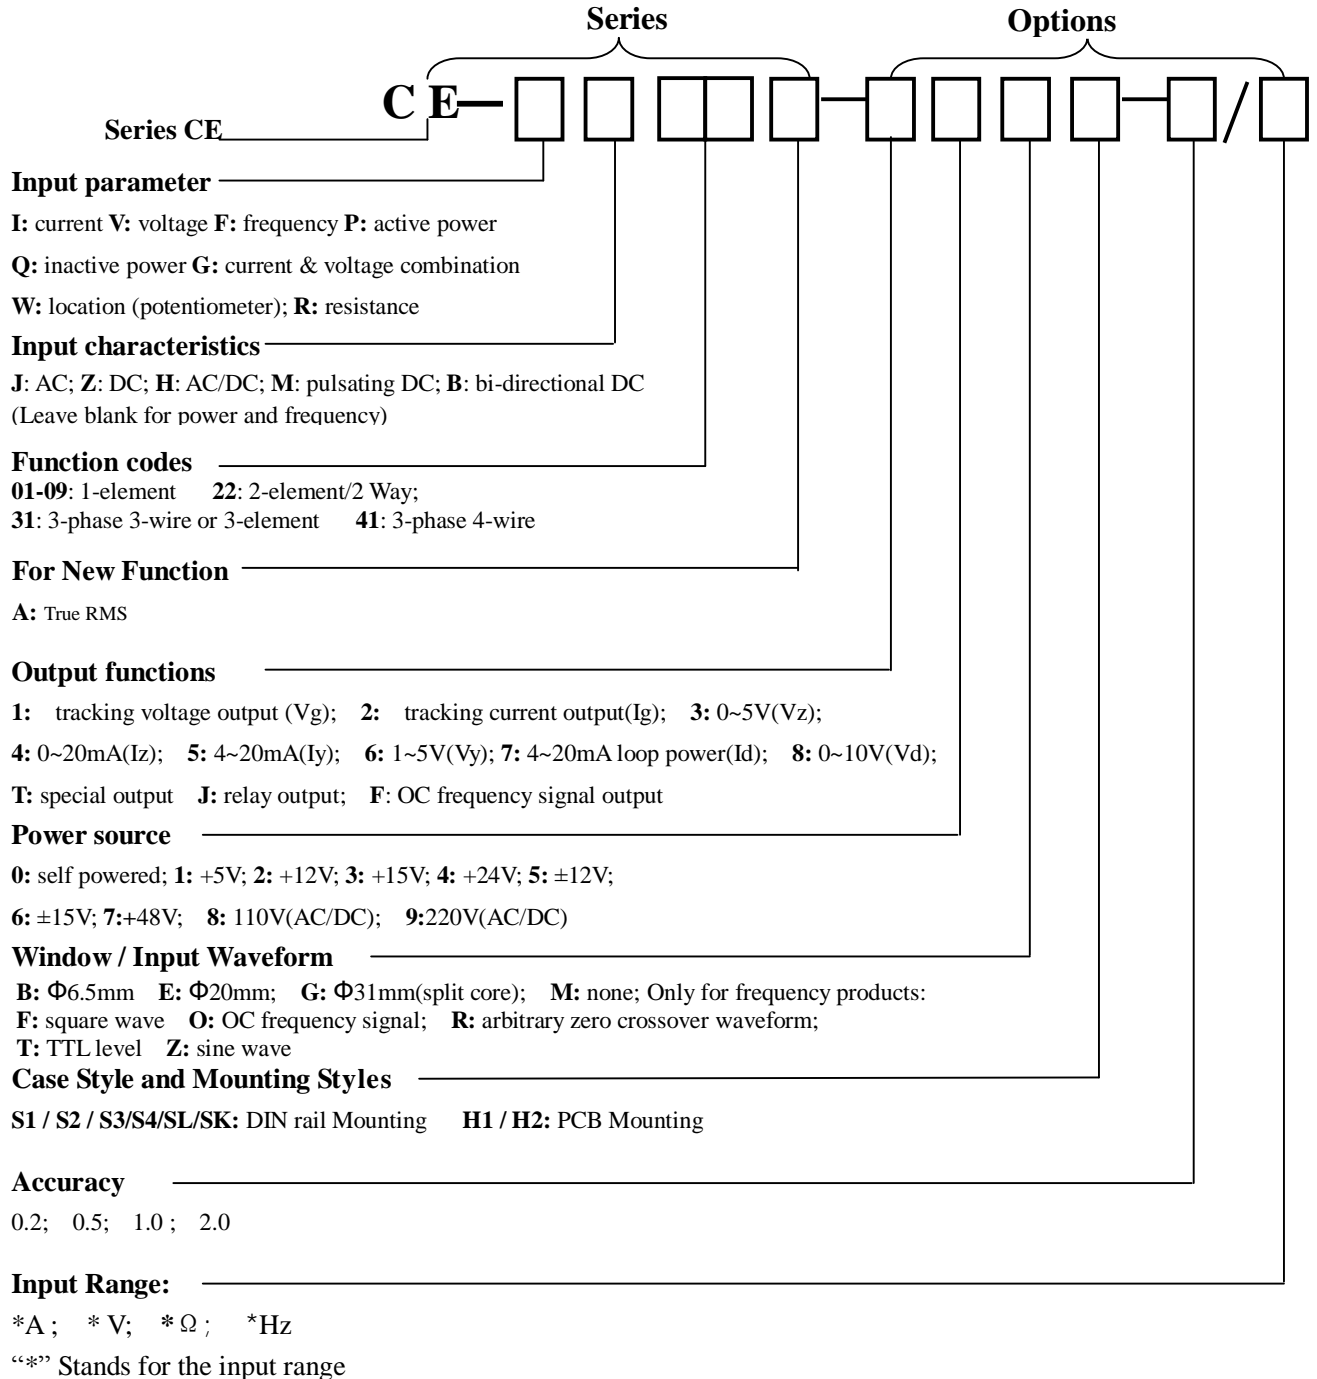 Series Options
C E
Series CE
Input parameter
I: current V: voltage F: frequency P: active power
Q: inactive power G: current & voltage combination
W: location (potentiometer); R: resistance
Input characteristics
J: AC; Z: DC; H: AC/DC; M: pulsating DC; B: bi-directional DC
(Leave blank for power and frequency)
Function codes
01-09: 1-element 22: 2-element/2 Way;
31: 3-phase 3-wire or 3-element 41: 3-phase 4-wire
For New Function
A: True RMS
Output functions
1: tracking voltage output (Vg); 2: tracking current output(Ig); 3: 0~5V(Vz);
4: 0~20mA(Iz); 5: 4~20mA(Iy); 6: 1~5V(Vy); 7: 4~20mA loop power(Id); 8: 0~10V(Vd);
T: special output J: relay output; F: OC frequency signal output
Power source
0: self powered; 1: +5V; 2: +12V; 3: +15V; 4: +24V; 5: ±12V;
6: ±15V; 7:+48V; 8: 110V(AC/DC); 9:220V(AC/DC)
Window / Input Waveform
B: Φ6.5mm E: Φ20mm; G: Φ31mm(split core); M: none; Only for frequency products:
F: square wave O: OC frequency signal; R: arbitrary zero crossover waveform;
T: TTL level Z: sine wave
Case Style and Mounting Styles
S1 / S2 / S3/S4/SL/SK: DIN rail Mounting H1 / H2: PCB Mounting
Accuracy
0.2; 0.5; 1.0 ; 2.0
Input Range:
*A ; * V; * Ω ; *Hz
“*” Stands for the input range